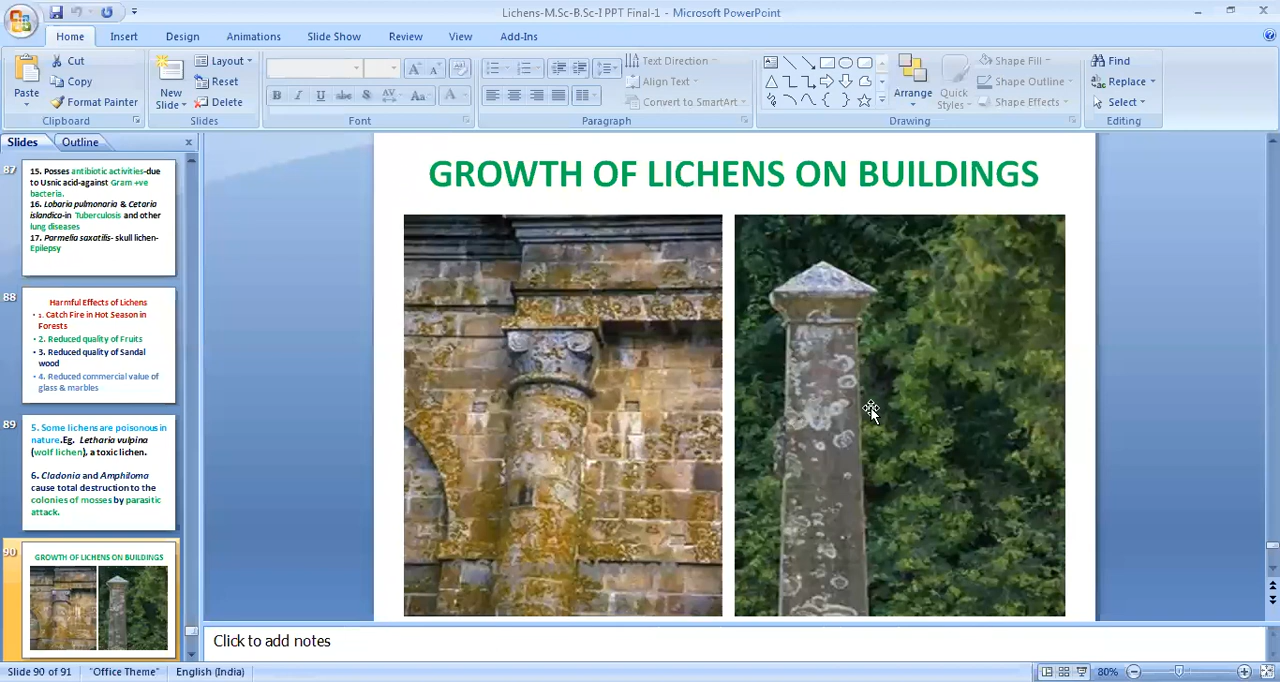 Lichens-M.Sc-B.Sc-I PPT Final-1 - Microsoft PowerPoint
Home Insert Design Animations Slide Show Review View Add-Ins
Paste
Cut
Copy
Format Painter
Clipboard
New Slide
Layout
Reset
Delete
Slides
B I U abe S AV Aa A
Font
Text Direction
Align Text
Convert to SmartArt
Paragraph
Arrange
Quick Styles
Shape Fill
Shape Outline
Shape Effects
Drawing
Find
Replace
Select
Editing
Slides Outline
87
15. Posses antibiotic activities-due
to Usnic acid-against Gram +ve
bacteria.
16. Lobaria pulmonaria & Cetaria
islandica-in Tuberculosis and other
lung diseases
17. Parmelia saxatilis- skull lichen-
Epilepsy
88
Harmful Effects of Lichens
• 1. Catch Fire in Hot Season in
Forests
• 2. Reduced quality of Fruits
• 3. Reduced quality of Sandal
wood
• 4. Reduced commercial value of
glass & marbles
89
5. Some lichens are poisonous in
nature.Eg. Letharia vulpina
(wolf lichen), a toxic lichen.
6. Cladonia and Amphiloma
cause total destruction to the
colonies of mosses by parasitic
attack.
90
GROWTH OF LICHENS ON BUILDINGS
GROWTH OF LICHENS ON BUILDINGS
Click to add notes
Slide 90 of 91 "Office Theme" English (India) 80%